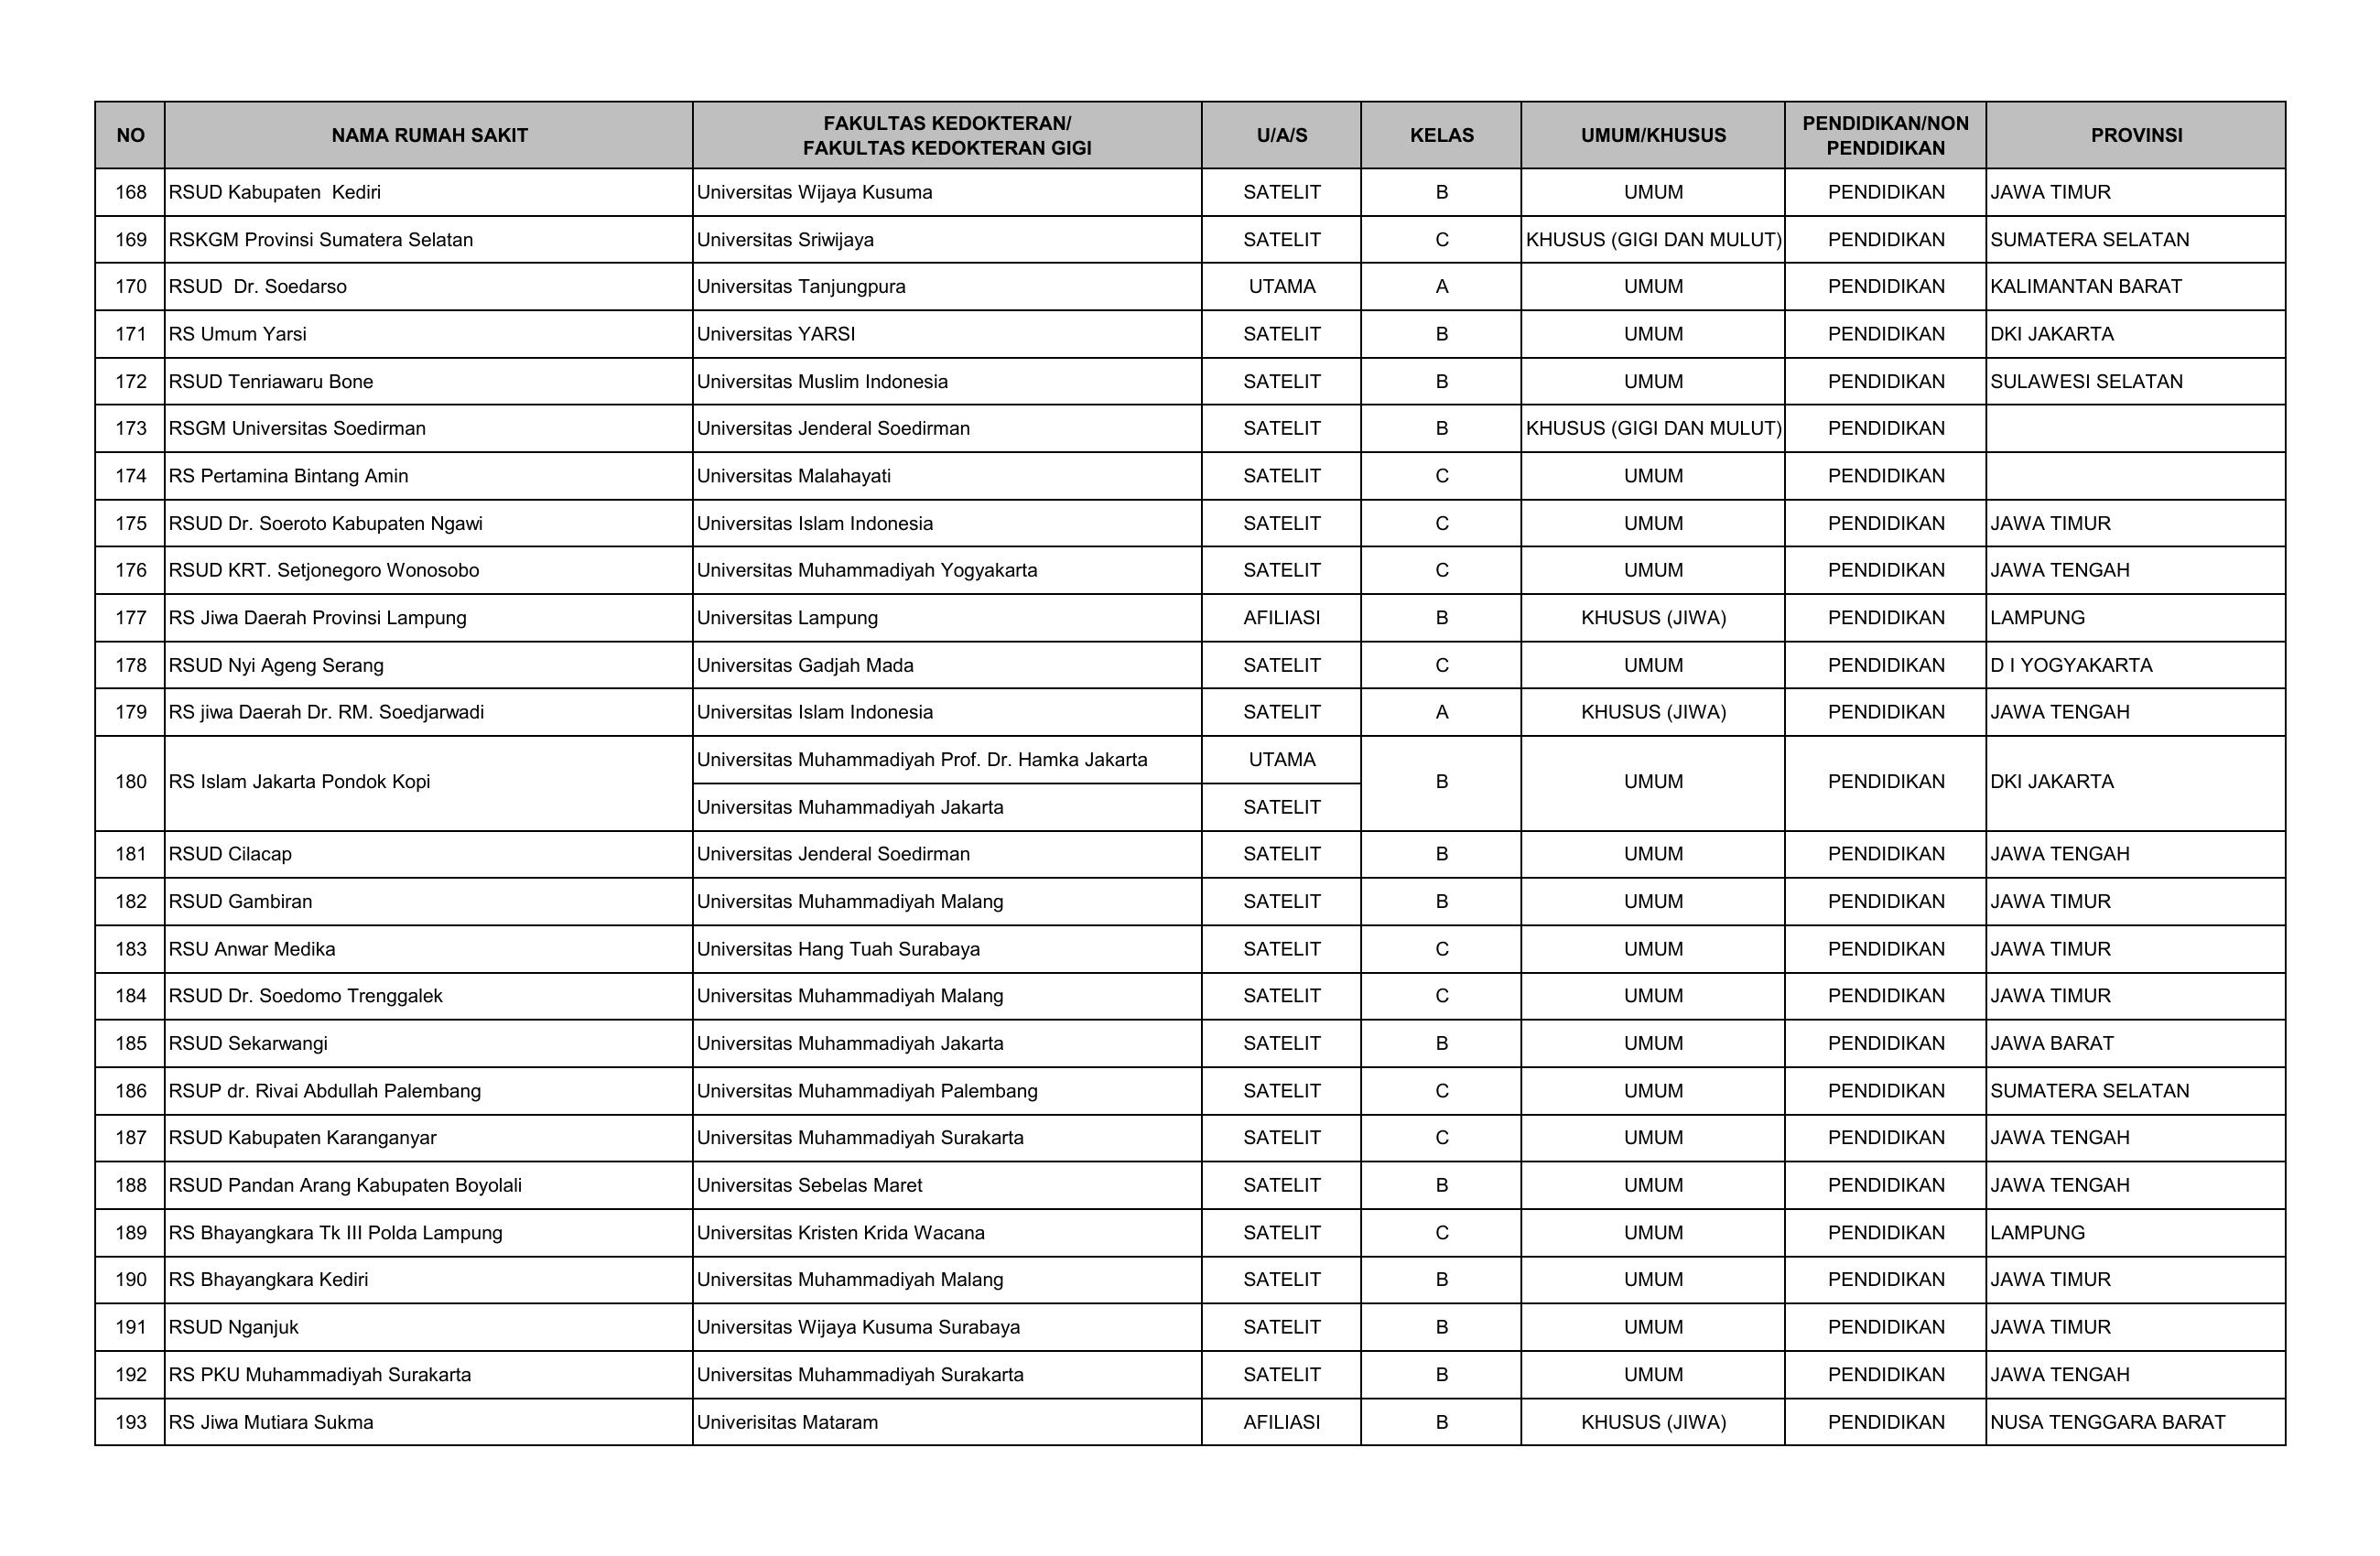 NO NAMA RUMAH SAKIT FAKULTAS KEDOKTERAN/ FAKULTAS KEDOKTERAN GIGI U/A/S KELAS UMUM/KHUSUS PENDIDIKAN/NON PENDIDIKAN PROVINSI
168 RSUD Kabupaten  Kediri Universitas Wijaya Kusuma SATELIT B UMUM PENDIDIKAN JAWA TIMUR
169 RSKGM Provinsi Sumatera Selatan Universitas Sriwijaya SATELIT C KHUSUS (GIGI DAN MULUT) PENDIDIKAN SUMATERA SELATAN
170 RSUD  Dr. Soedarso Universitas Tanjungpura UTAMA A UMUM PENDIDIKAN KALIMANTAN BARAT
171 RS Umum Yarsi Universitas YARSI SATELIT B UMUM PENDIDIKAN DKI JAKARTA
172 RSUD Tenriawaru Bone Universitas Muslim Indonesia SATELIT B UMUM PENDIDIKAN SULAWESI SELATAN
173 RSGM Universitas Soedirman Universitas Jenderal Soedirman SATELIT B KHUSUS (GIGI DAN MULUT) PENDIDIKAN
174 RS Pertamina Bintang Amin Universitas Malahayati SATELIT C UMUM PENDIDIKAN
175 RSUD Dr. Soeroto Kabupaten Ngawi Universitas Islam Indonesia SATELIT C UMUM PENDIDIKAN JAWA TIMUR
176 RSUD KRT. Setjonegoro Wonosobo Universitas Muhammadiyah Yogyakarta SATELIT C UMUM PENDIDIKAN JAWA TENGAH
177 RS Jiwa Daerah Provinsi Lampung Universitas Lampung AFILIASI B KHUSUS (JIWA) PENDIDIKAN LAMPUNG
178 RSUD Nyi Ageng Serang Universitas Gadjah Mada SATELIT C UMUM PENDIDIKAN D I YOGYAKARTA
179 RS jiwa Daerah Dr. RM. Soedjarwadi Universitas Islam Indonesia SATELIT A KHUSUS (JIWA) PENDIDIKAN JAWA TENGAH
180 RS Islam Jakarta Pondok Kopi Universitas Muhammadiyah Prof. Dr. Hamka Jakarta UTAMA B UMUM PENDIDIKAN DKI JAKARTA
Universitas Muhammadiyah Jakarta SATELIT
181 RSUD Cilacap Universitas Jenderal Soedirman SATELIT B UMUM PENDIDIKAN JAWA TENGAH
182 RSUD Gambiran Universitas Muhammadiyah Malang SATELIT B UMUM PENDIDIKAN JAWA TIMUR
183 RSU Anwar Medika Universitas Hang Tuah Surabaya SATELIT C UMUM PENDIDIKAN JAWA TIMUR
184 RSUD Dr. Soedomo Trenggalek Universitas Muhammadiyah Malang SATELIT C UMUM PENDIDIKAN JAWA TIMUR
185 RSUD Sekarwangi Universitas Muhammadiyah Jakarta SATELIT B UMUM PENDIDIKAN JAWA BARAT
186 RSUP dr. Rivai Abdullah Palembang Universitas Muhammadiyah Palembang SATELIT C UMUM PENDIDIKAN SUMATERA SELATAN
187 RSUD Kabupaten Karanganyar Universitas Muhammadiyah Surakarta SATELIT C UMUM PENDIDIKAN JAWA TENGAH
188 RSUD Pandan Arang Kabupaten Boyolali Universitas Sebelas Maret SATELIT B UMUM PENDIDIKAN JAWA TENGAH
189 RS Bhayangkara Tk III Polda Lampung Universitas Kristen Krida Wacana SATELIT C UMUM PENDIDIKAN LAMPUNG
190 RS Bhayangkara Kediri Universitas Muhammadiyah Malang SATELIT B UMUM PENDIDIKAN JAWA TIMUR
191 RSUD Nganjuk Universitas Wijaya Kusuma Surabaya SATELIT B UMUM PENDIDIKAN JAWA TIMUR
192 RS PKU Muhammadiyah Surakarta Universitas Muhammadiyah Surakarta SATELIT B UMUM PENDIDIKAN JAWA TENGAH
193 RS Jiwa Mutiara Sukma Univerisitas Mataram AFILIASI B KHUSUS (JIWA) PENDIDIKAN NUSA TENGGARA BARAT